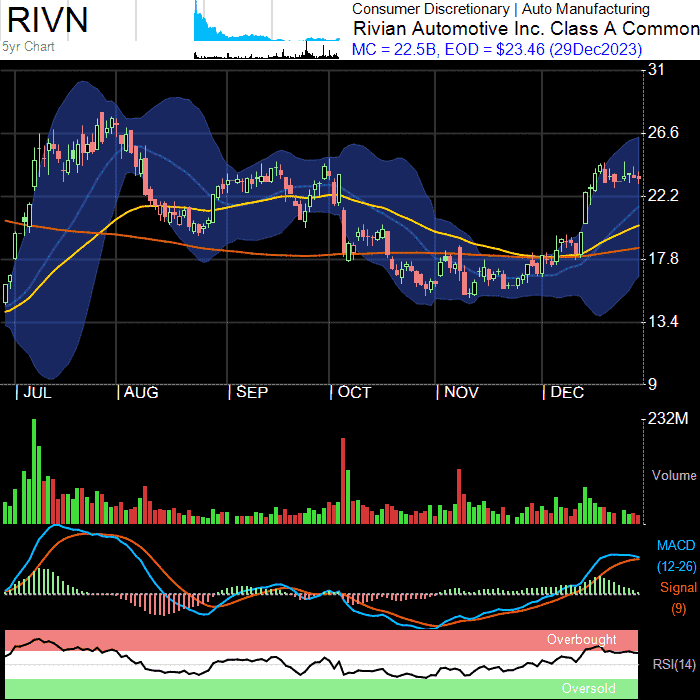 RIVN
5yr Chart
Consumer Discretionary | Auto Manufacturing
Rivian Automotive Inc. Class A Common
MC = 22.5B, EOD = $23.46 (29Dec2023)
31
26.6
22.2
17.8
13.4
9
|JUL |AUG |SEP |OCT |NOV |DEC
232M
Volume
MACD
(12-26)
Signal
(9)
Overbought
RSI(14)
Oversold